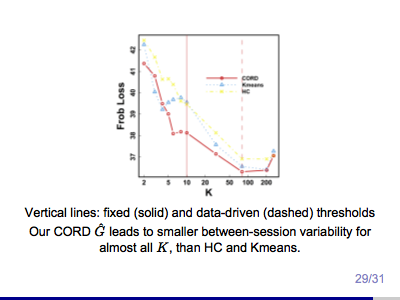 Frob Loss
42
41
40
39
38
37
CORD
Kmeans
HC
2 5 10 20 50 100 200
K
Vertical lines: fixed (solid) and data-driven (dashed) thresholds
Our CORD Ĝ leads to smaller between-session variability for
almost all K, than HC and Kmeans.
29/31